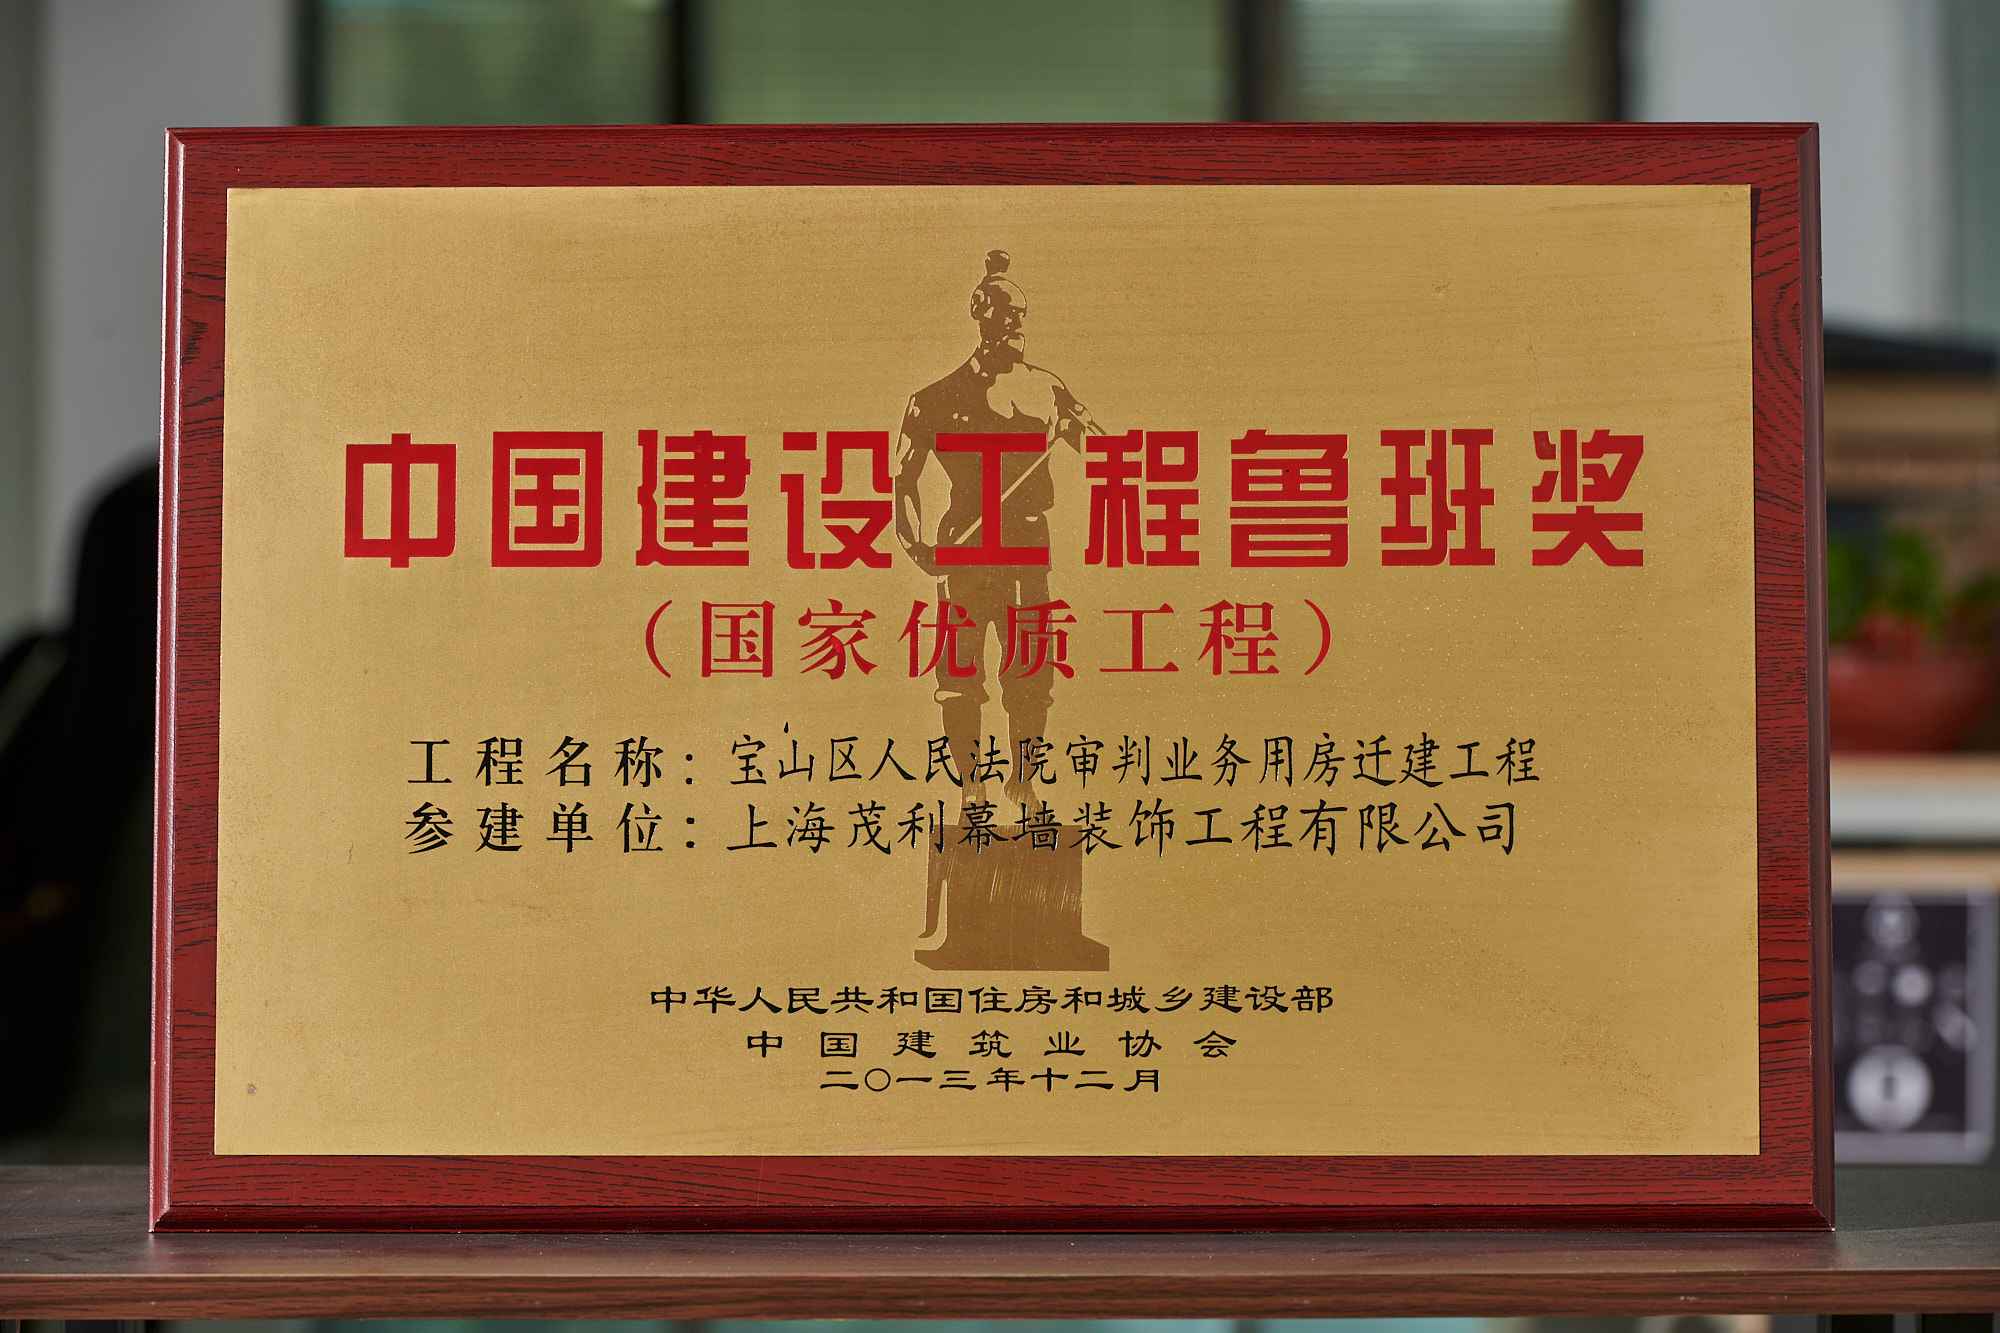 中国建设工程鲁班奖
（国家优质工程）
工程名称：宝山区人民法院审判业务用房迁建工程
参建单位：上海茂利幕墙装饰工程有限公司
中华人民共和国住房和城乡建设部
中国建筑业协会
二〇一三年十二月